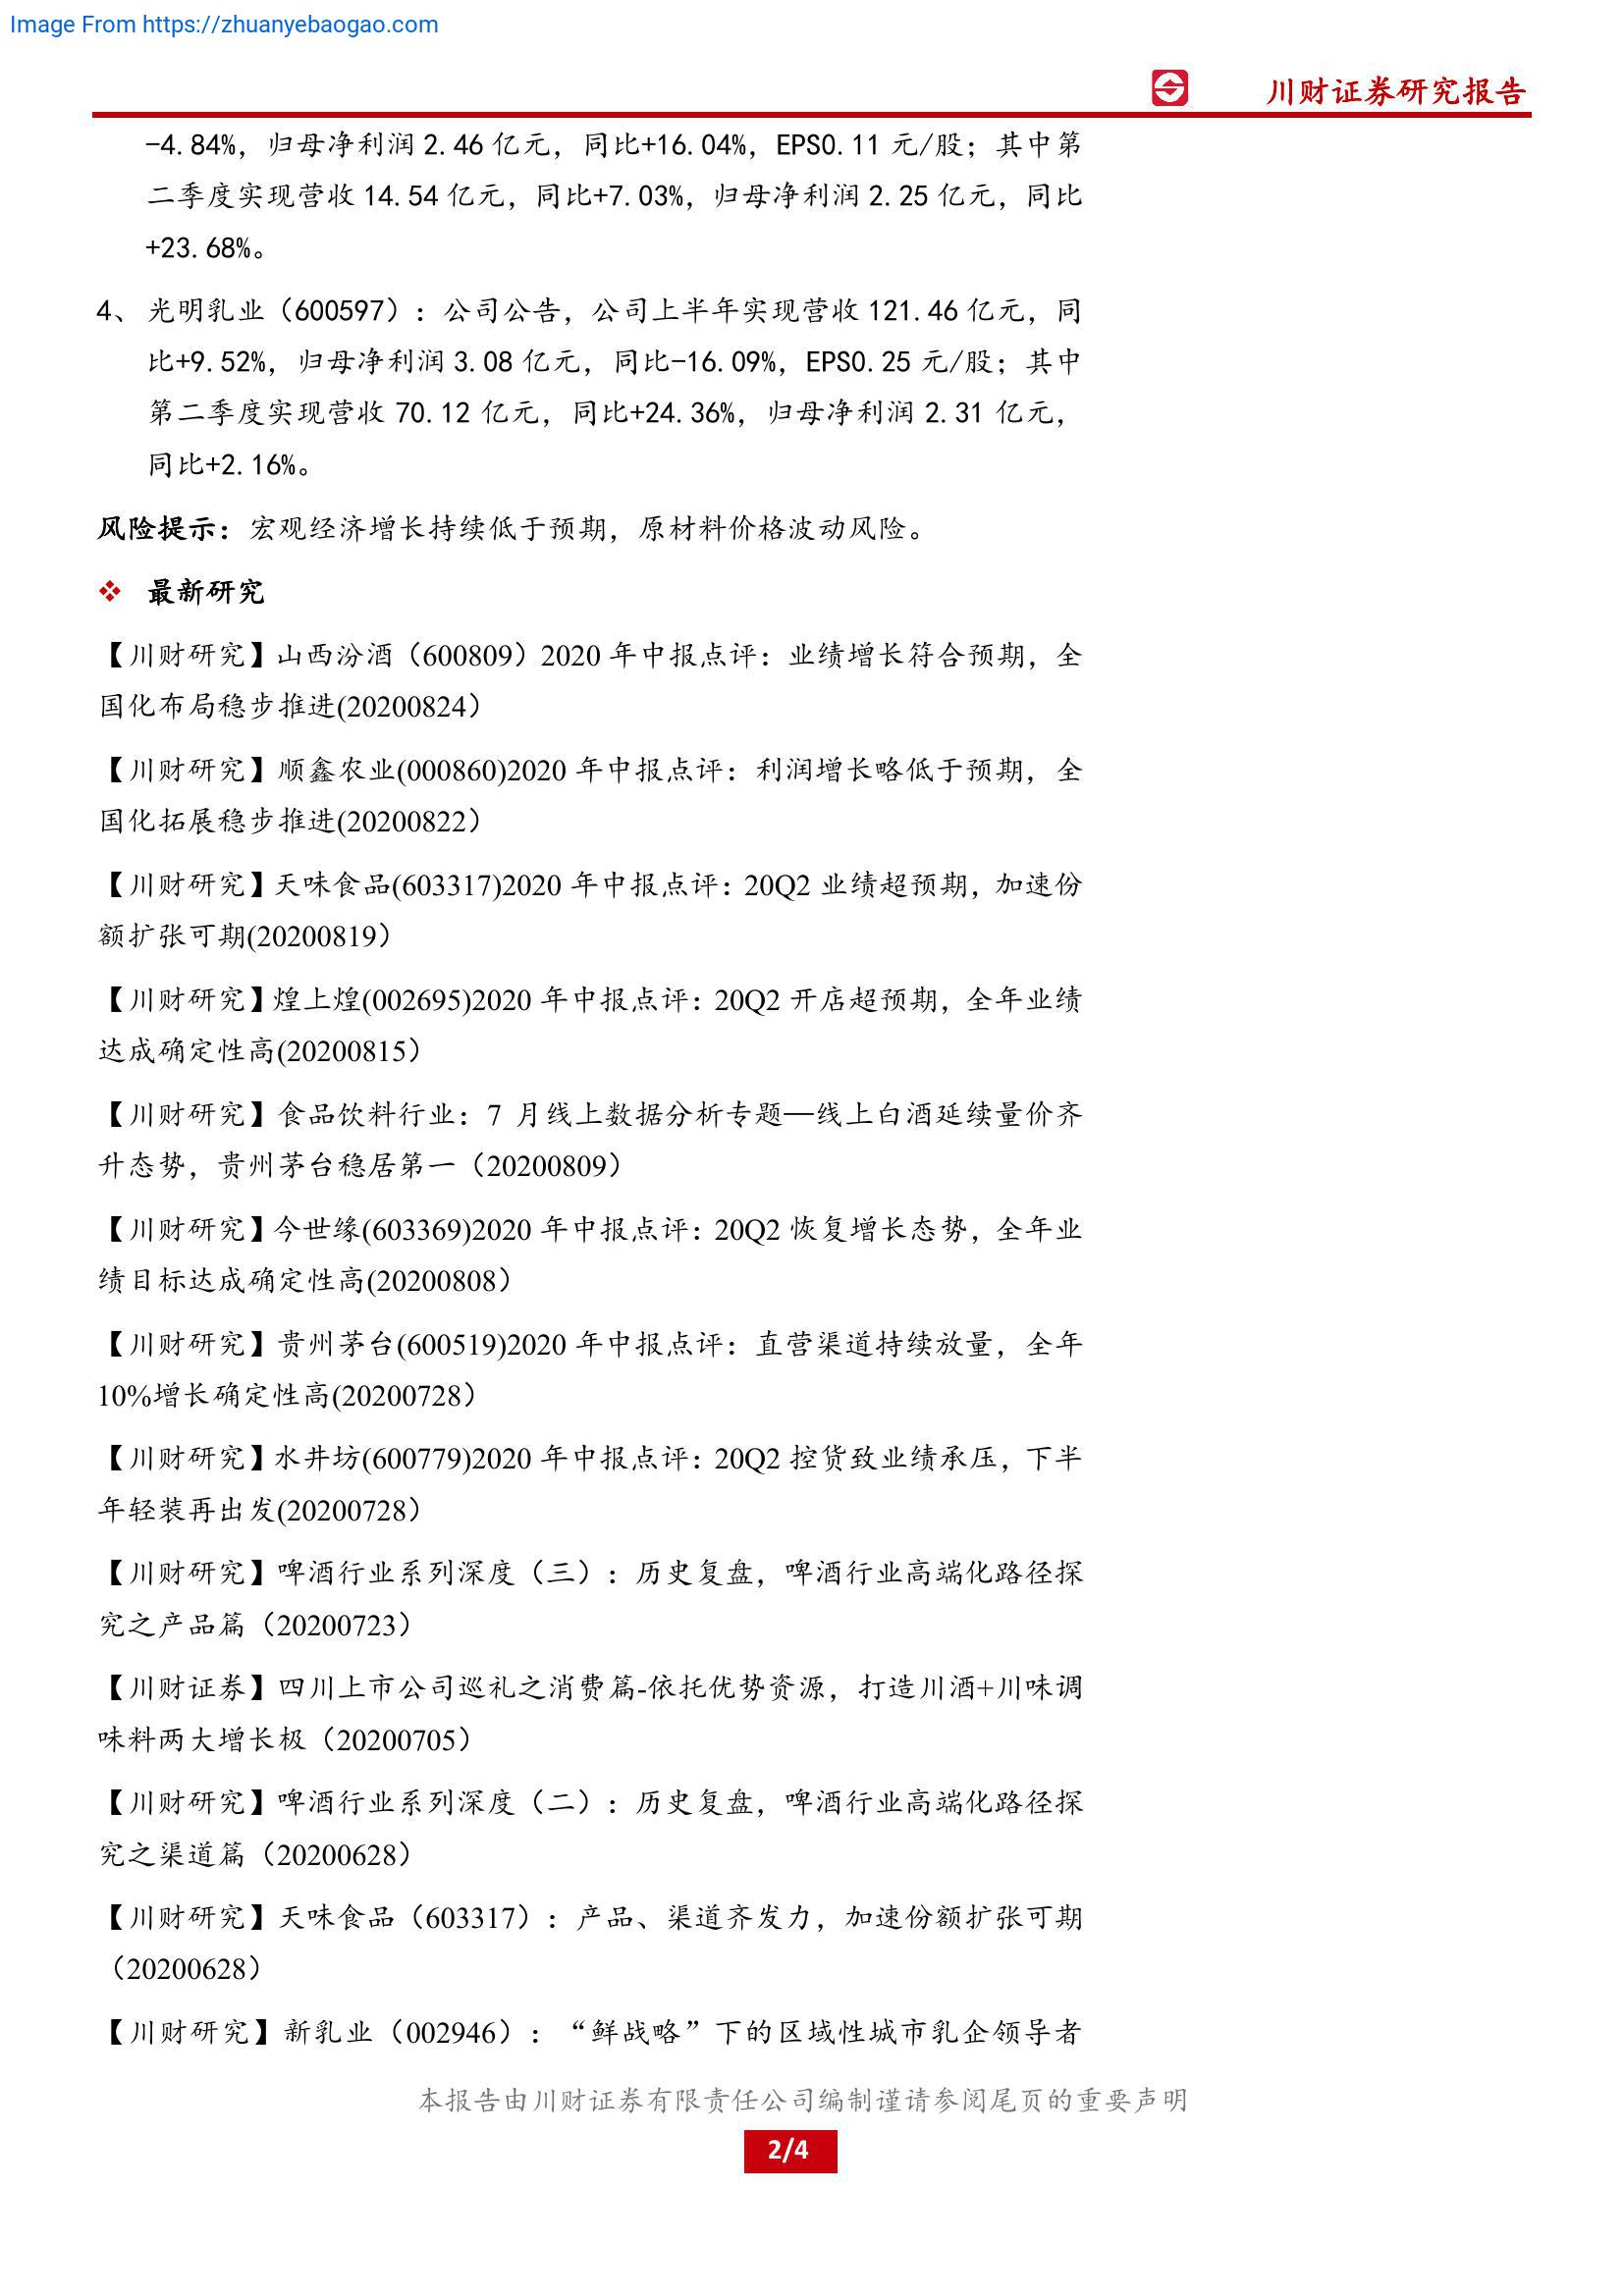 Image From https://zhuanyebaogao.com
川财证券研究报告
-4.84%，归母净利润 2.46 亿元，同比+16.04%，EPS0.11 元/股；其中第
二季度实现营收 14.54 亿元，同比+7.03%，归母净利润 2.25 亿元，同比
+23.68%。
4、 光明乳业（600597）：公司公告，公司上半年实现营收 121.46 亿元，同
比+9.52%，归母净利润 3.08 亿元，同比-16.09%，EPS0.25 元/股；其中
第二季度实现营收 70.12 亿元，同比+24.36%，归母净利润 2.31 亿元，
同比+2.16%。
风险提示：宏观经济增长持续低于预期，原材料价格波动风险。
❖ 最新研究
【川财研究】山西汾酒（600809）2020 年中报点评：业绩增长符合预期，全
国化布局稳步推进(20200824）
【川财研究】顺鑫农业(000860)2020 年中报点评：利润增长略低于预期，全
国化拓展稳步推进(20200822）
【川财研究】天味食品(603317)2020 年中报点评：20Q2 业绩超预期，加速份
额扩张可期(20200819）
【川财研究】煌上煌(002695)2020 年中报点评：20Q2 开店超预期，全年业绩
达成确定性高(20200815）
【川财研究】食品饮料行业：7 月线上数据分析专题—线上白酒延续量价齐
升态势，贵州茅台稳居第一（20200809）
【川财研究】今世缘(603369)2020 年中报点评：20Q2 恢复增长态势，全年业
绩目标达成确定性高(20200808）
【川财研究】贵州茅台(600519)2020 年中报点评：直营渠道持续放量，全年
10%增长确定性高(20200728）
【川财研究】水井坊(600779)2020 年中报点评：20Q2 控货致业绩承压，下半
年轻装再出发(20200728）
【川财研究】啤酒行业系列深度（三）：历史复盘，啤酒行业高端化路径探
究之产品篇（20200723）
【川财证券】四川上市公司巡礼之消费篇-依托优势资源，打造川酒+川味调
味料两大增长极（20200705）
【川财研究】啤酒行业系列深度（二）：历史复盘，啤酒行业高端化路径探
究之渠道篇（20200628）
【川财研究】天味食品（603317）：产品、渠道齐发力，加速份额扩张可期
（20200628）
【川财研究】新乳业（002946）：“鲜战略”下的区域性城市乳企领导者
本报告由川财证券有限责任公司编制谨请参阅尾页的重要声明
2/4